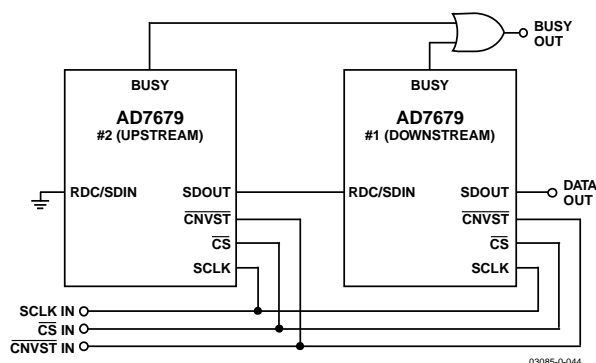 BUSY
OUT
BUSY
BUSY
AD7679
#2 (UPSTREAM)
AD7679
#1 (DOWNSTREAM)
RDC/SDIN
SDOUT
RDC/SDIN
SDOUT
DATA
OUT
CNVST
CNVST
CS
CS
SCLK
SCLK
SCLK IN
CS IN
CNVST IN
03085-0-044